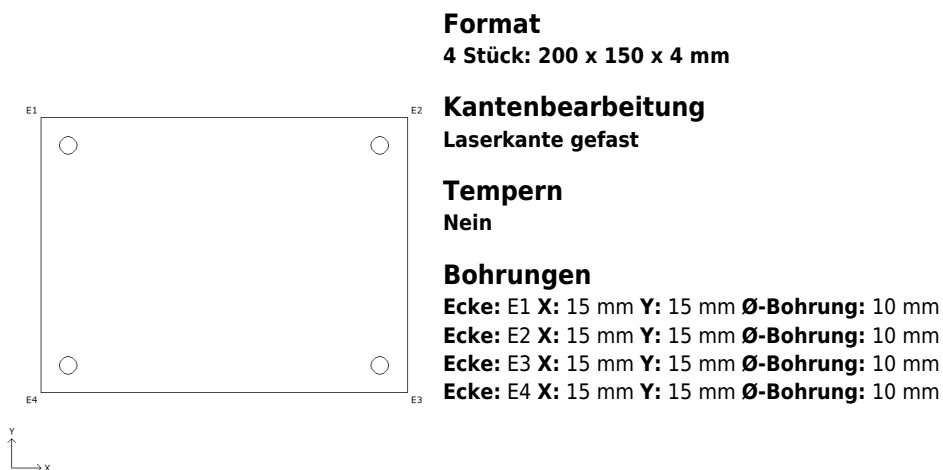 Format
4 Stück: 200 x 150 x 4 mm
E1
E2
Kantenbearbeitung
Laserkante gefast
Tempern
Nein
Bohrungen
Ecke: E1 X: 15 mm Y: 15 mm Ø-Bohrung: 10 mm
Ecke: E2 X: 15 mm Y: 15 mm Ø-Bohrung: 10 mm
Ecke: E3 X: 15 mm Y: 15 mm Ø-Bohrung: 10 mm
Ecke: E4 X: 15 mm Y: 15 mm Ø-Bohrung: 10 mm
E4
E3
Y
X